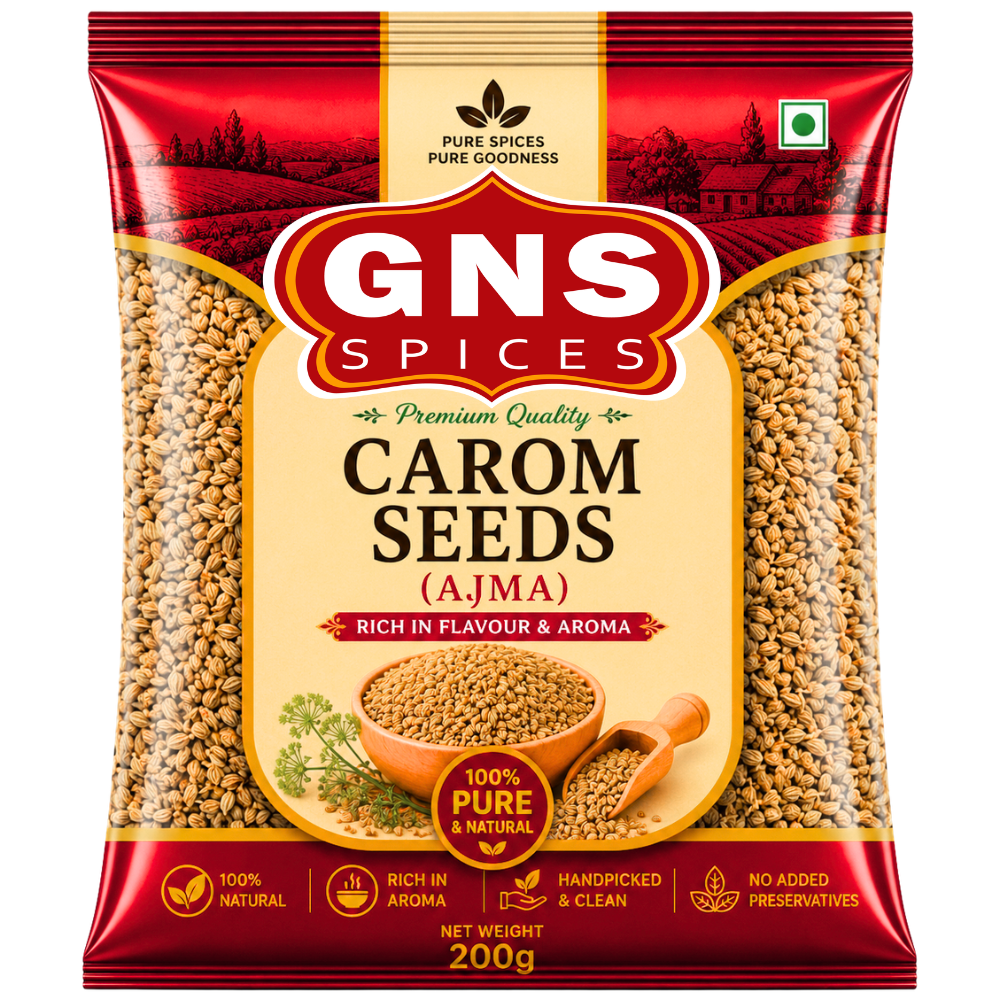 PURE SPICES
PURE GOODNESS
GNS
SPICES
Premium Quality
CAROM
SEEDS
(AJMA)
RICH IN FLAVOUR & AROMA
100%
PURE
& NATURAL
100%
NATURAL
RICH IN
AROMA
HANDPICKED
& CLEAN
NO ADDED
PRESERVATIVES
NET WEIGHT
200g